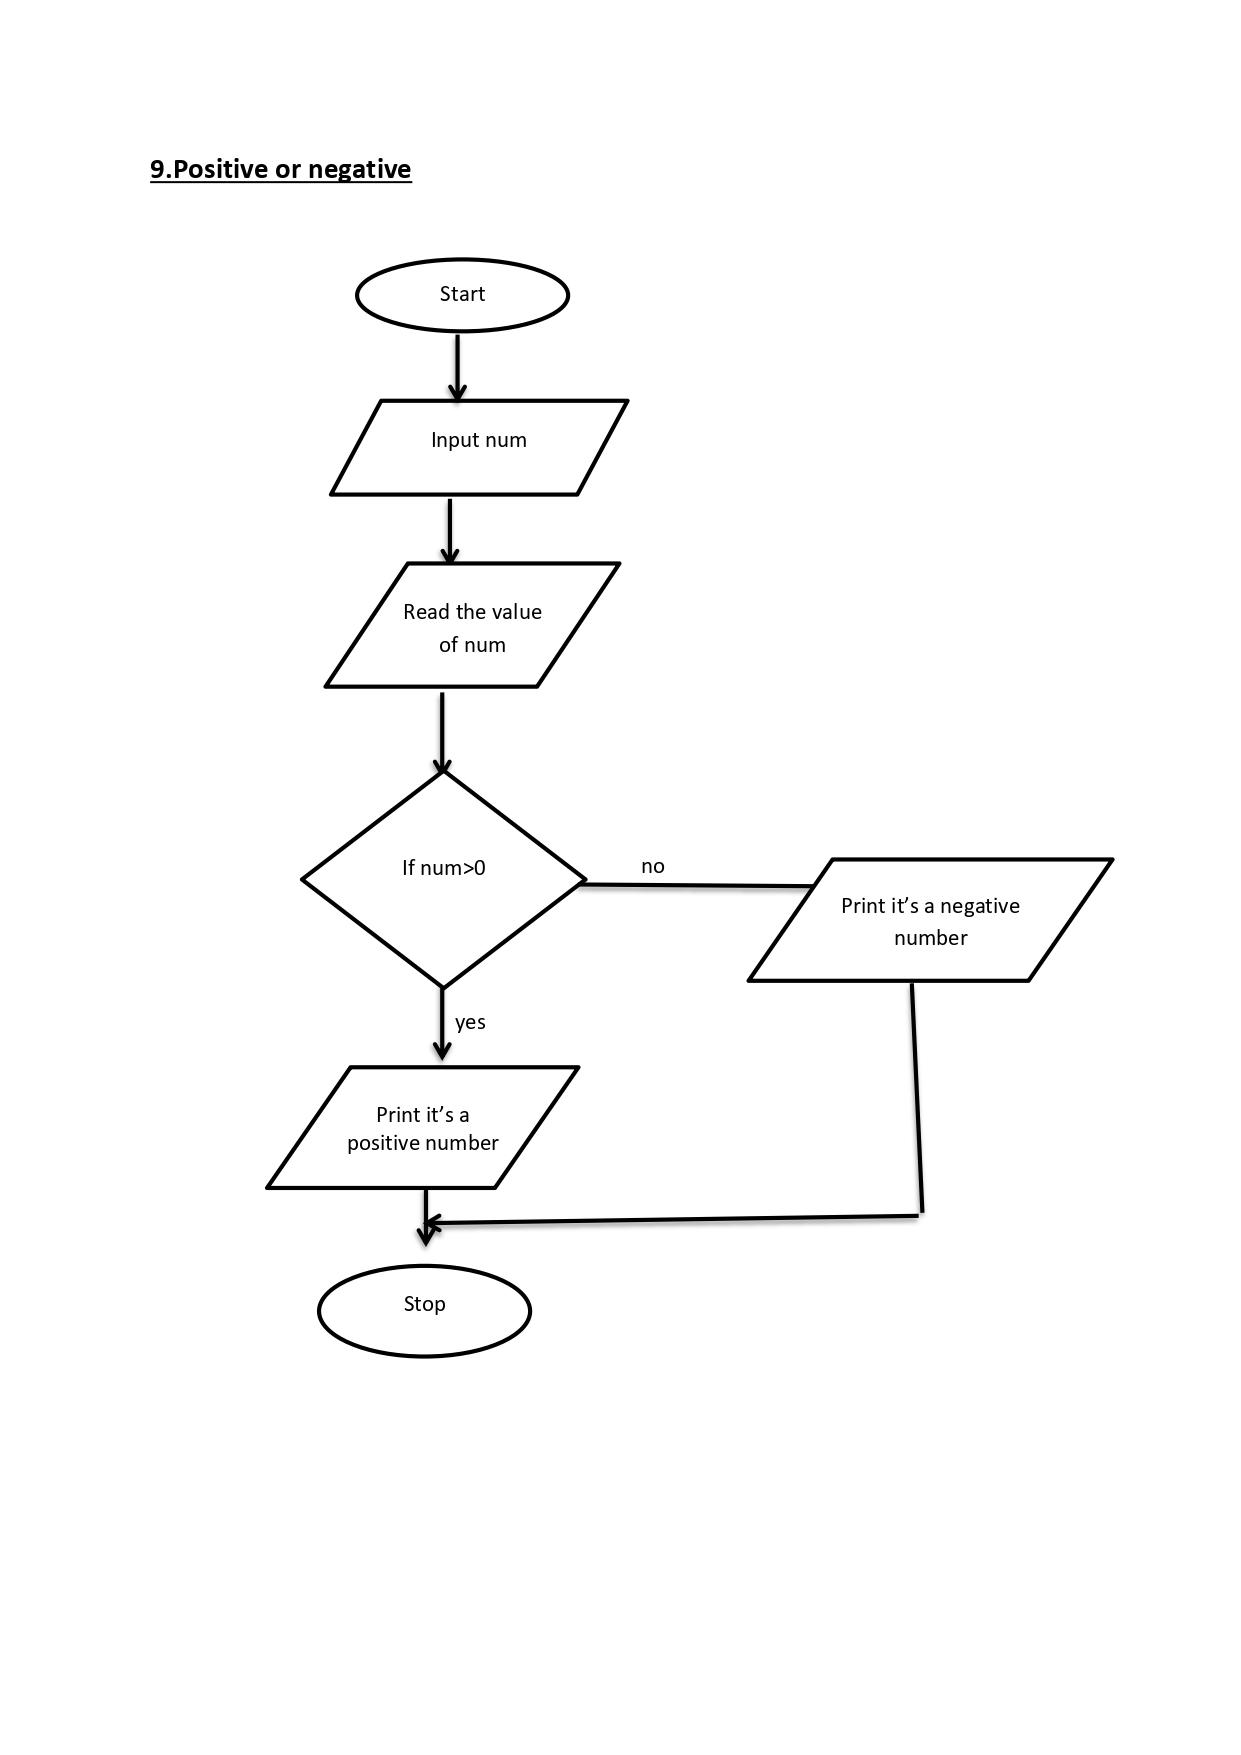 9.Positive or negative
Start
Input num
Read the value
of num
If num>0
no
Print it’s a negative
number
yes
Print it’s a
positive number
Stop